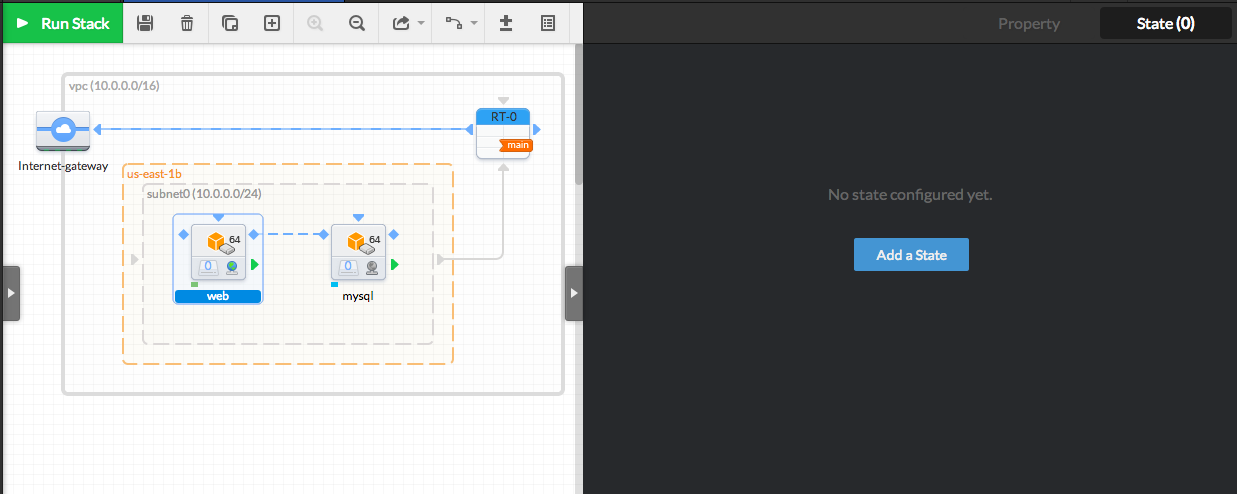 Run Stack
Property
State (0)
vpc (10.0.0.0/16)
RT-0
main
Internet-gateway
us-east-1b
subnet0 (10.0.0.0/24)
64
64
0
0
web
mysql
No state configured yet.
Add a State